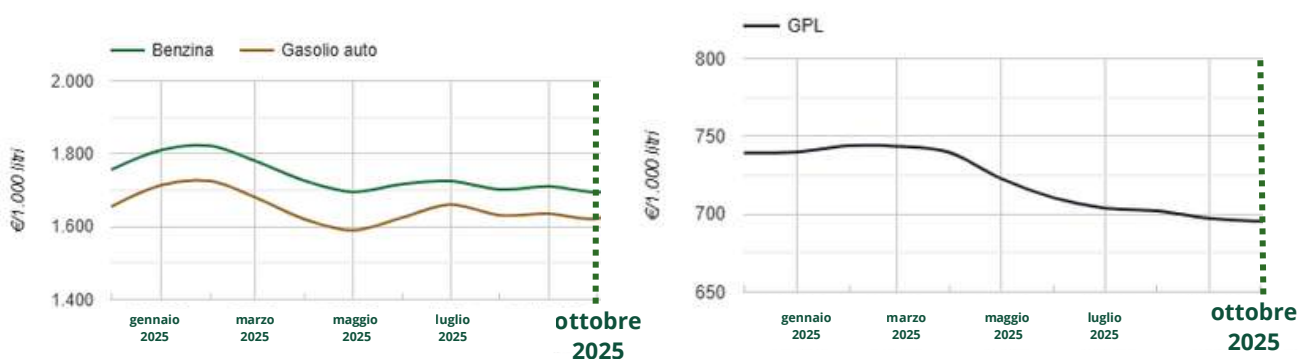 Benzina Gasolio auto
2.000
1.800
1.600
1.400
€/1.000 litri
gennaio 2025
marzo 2025
maggio 2025
luglio 2025
ottobre 2025
GPL
800
750
700
650
€/1.000 litri
gennaio 2025
marzo 2025
maggio 2025
luglio 2025
ottobre 2025